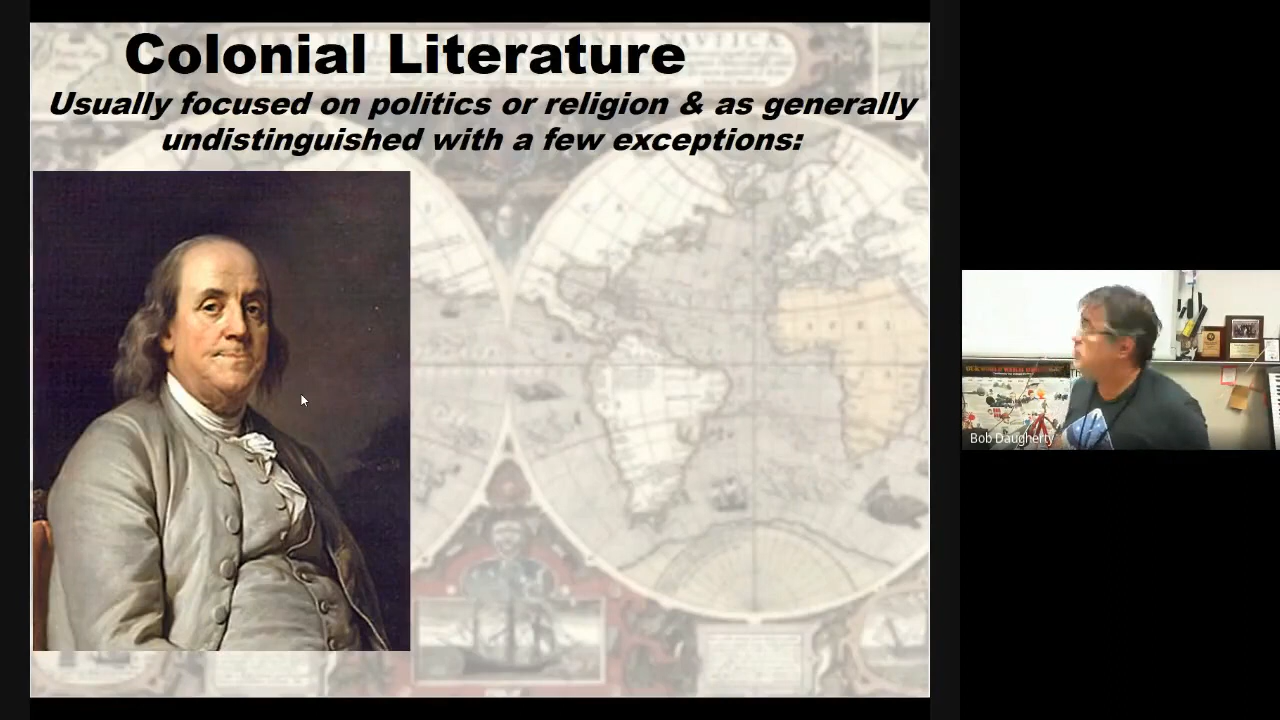 Colonial Literature
Usually focused on politics or religion & as generally
undistinguished with a few exceptions:
Bob Daugherty